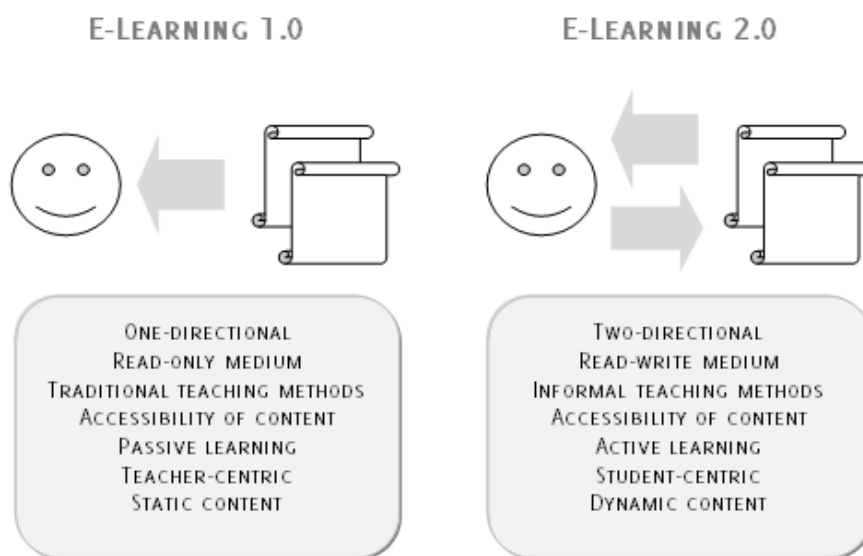 E-Learning 1.0
One-directional
Read-only medium
Traditional teaching methods
Accessibility of content
Passive learning
Teacher-centric
Static content
E-Learning 2.0
Two-directional
Read-write medium
Informal teaching methods
Accessibility of content
Active learning
Student-centric
Dynamic content